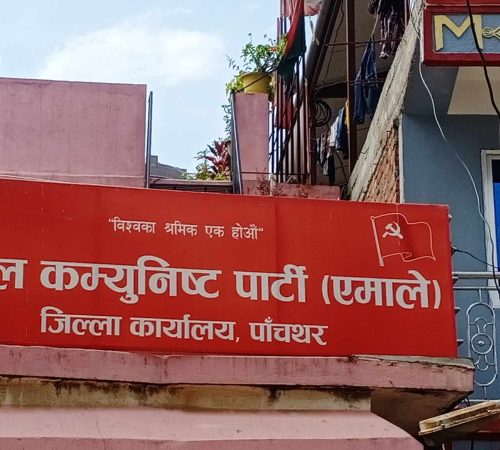 "विश्वका श्रमिक एक होऔं"
ल कम्युनिष्ट पार्टी (एमाले)
जिल्ला कार्यालय, पाँचथर